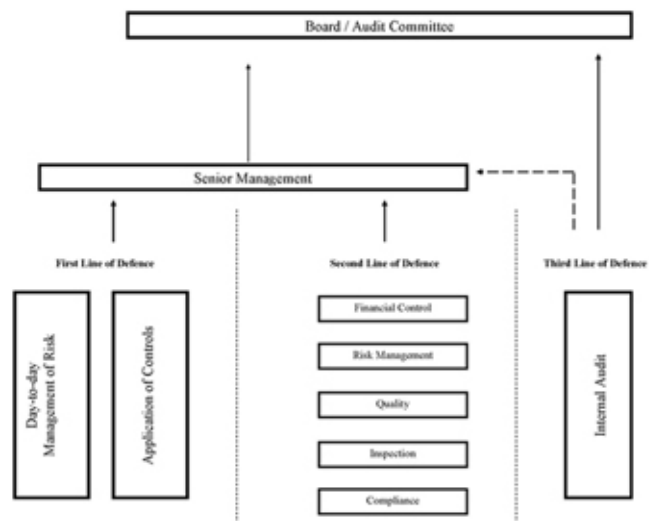 Board / Audit Committee
Senior Management
First Line of Defence
Second Line of Defence
Third Line of Defence
Day-to-day
Management of Risk
Application of Controls
Financial Control
Risk Management
Quality
Inspection
Compliance
Internal Audit